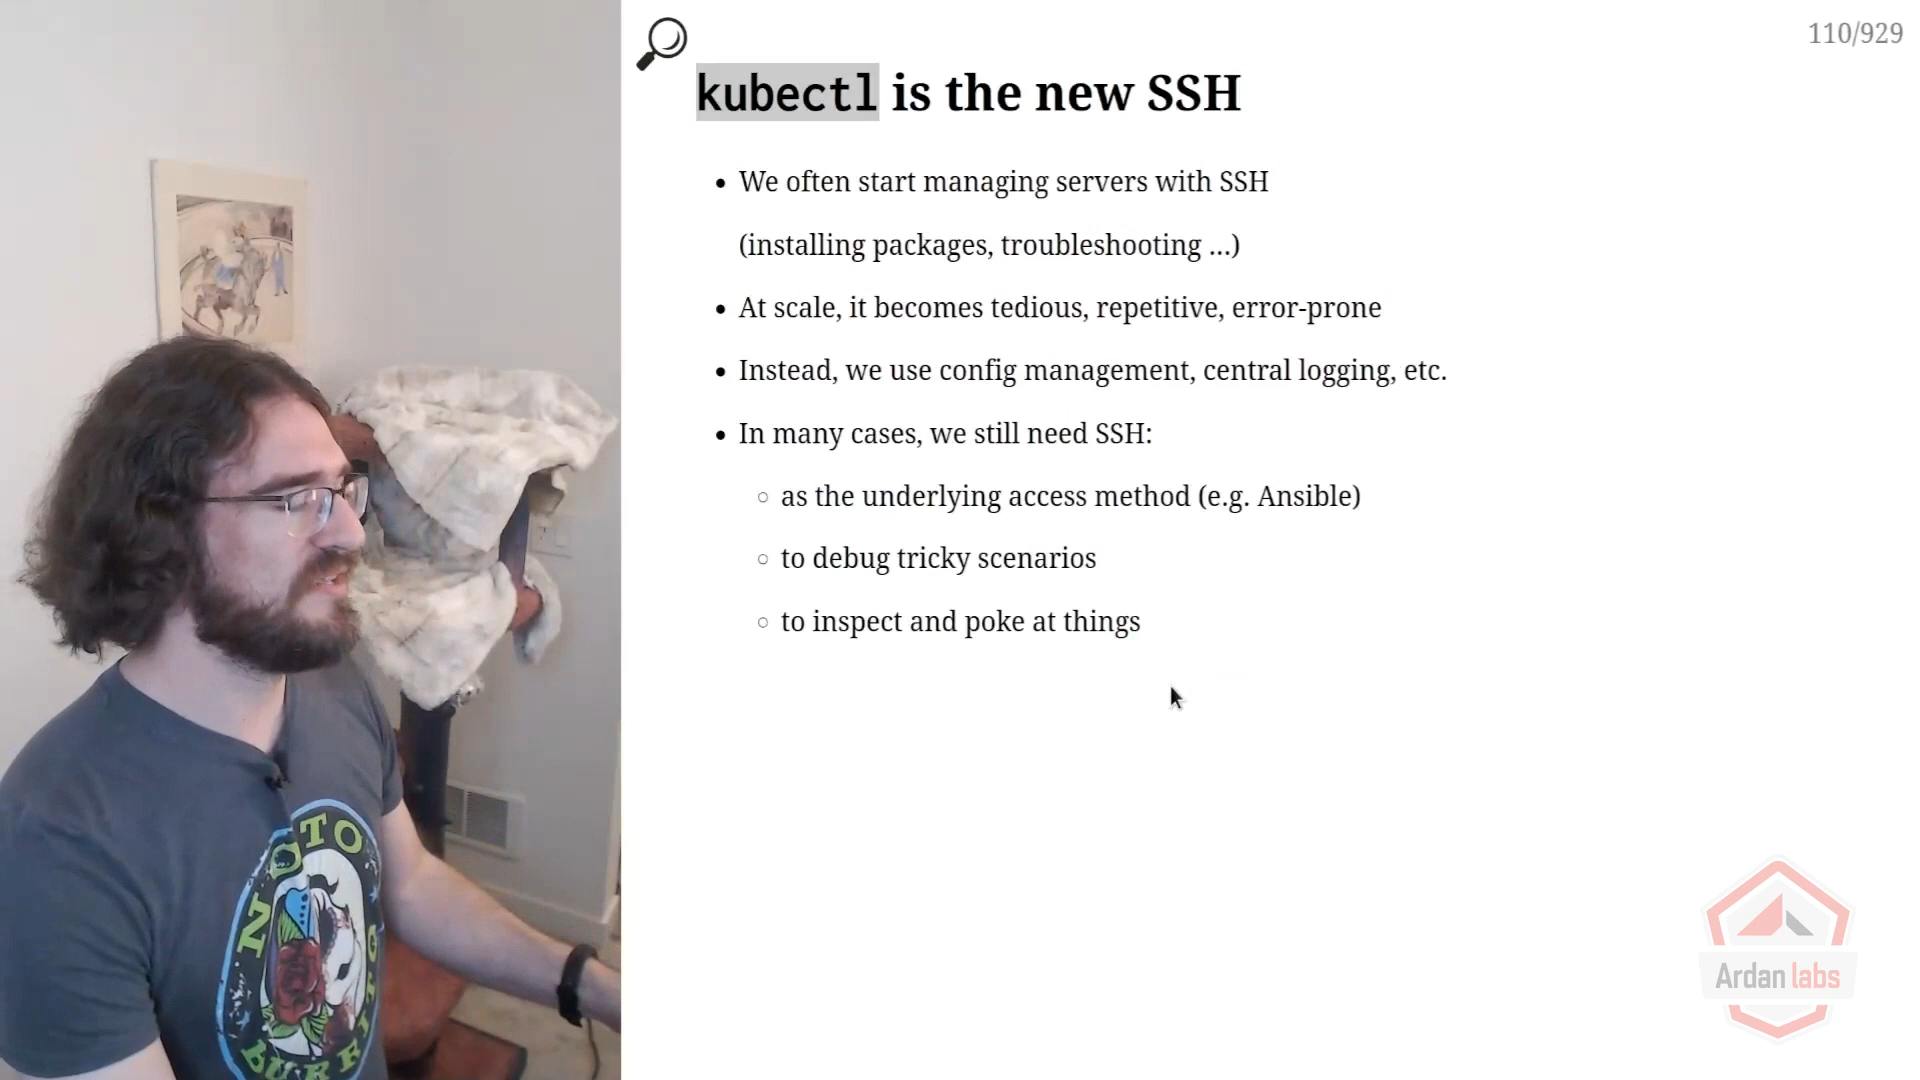 110/929
kubectl is the new SSH
• We often start managing servers with SSH
(installing packages, troubleshooting ...)
• At scale, it becomes tedious, repetitive, error-prone
• Instead, we use config management, central logging, etc.
• In many cases, we still need SSH:
○ as the underlying access method (e.g. Ansible)
○ to debug tricky scenarios
○ to inspect and poke at things
NOTO
BURRITO
Ardan labs